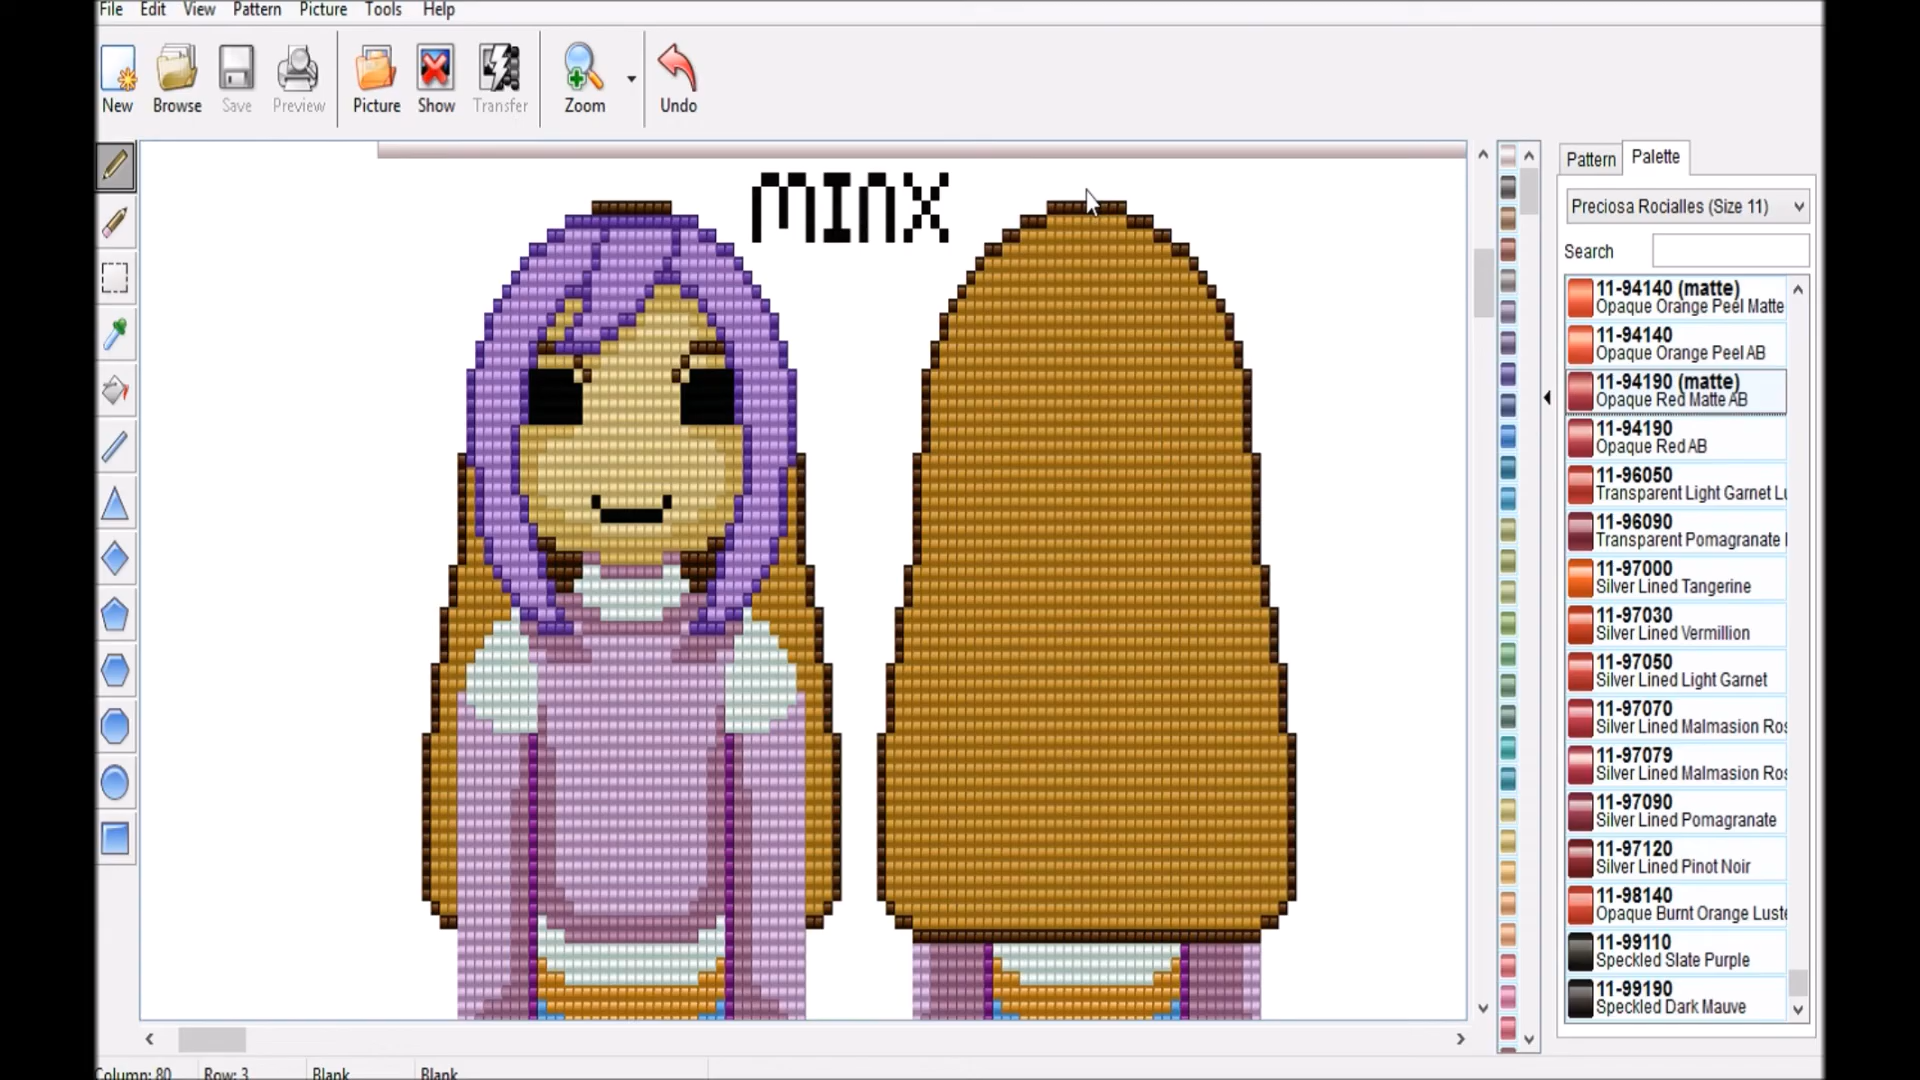 File Edit View Pattern Picture Tools Help
New Browse Save Preview Picture Show Transfer Zoom Undo
MINX
Pattern Palette
Preciosa Rocialles (Size 11)
Search
11-94140 (matte)
Opaque Orange Peel Matte
11-94140
Opaque Orange Peel AB
11-94190 (matte)
Opaque Red Matte AB
11-94190
Opaque Red AB
11-96050
Transparent Light Garnet Lu
11-96090
Transparent Pomagranate
11-97000
Silver Lined Tangerine
11-97030
Silver Lined Vermillion
11-97050
Silver Lined Light Garnet
11-97070
Silver Lined Malmasion Ros
11-97079
Silver Lined Malmasion Ros
11-97090
Silver Lined Pomagranate
11-97120
Silver Lined Pinot Noir
11-98140
Opaque Burnt Orange Luste
11-99110
Speckled Slate Purple
11-99190
Speckled Dark Mauve
Column: 80 Row: 3 Blank Blank